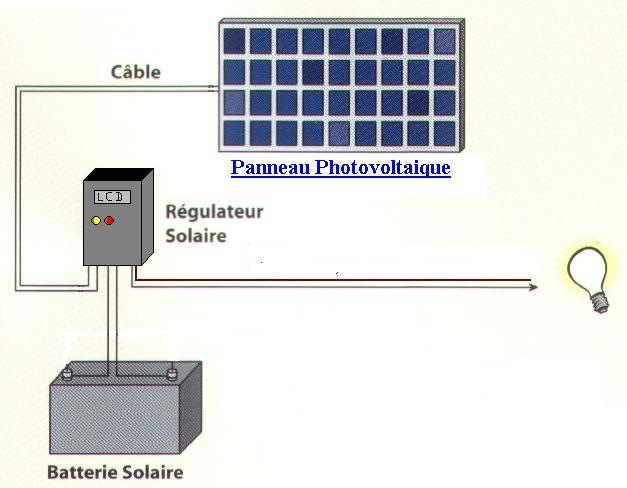 Câble
Panneau Photovoltaique
LCD
Régulateur
Solaire
Batterie Solaire